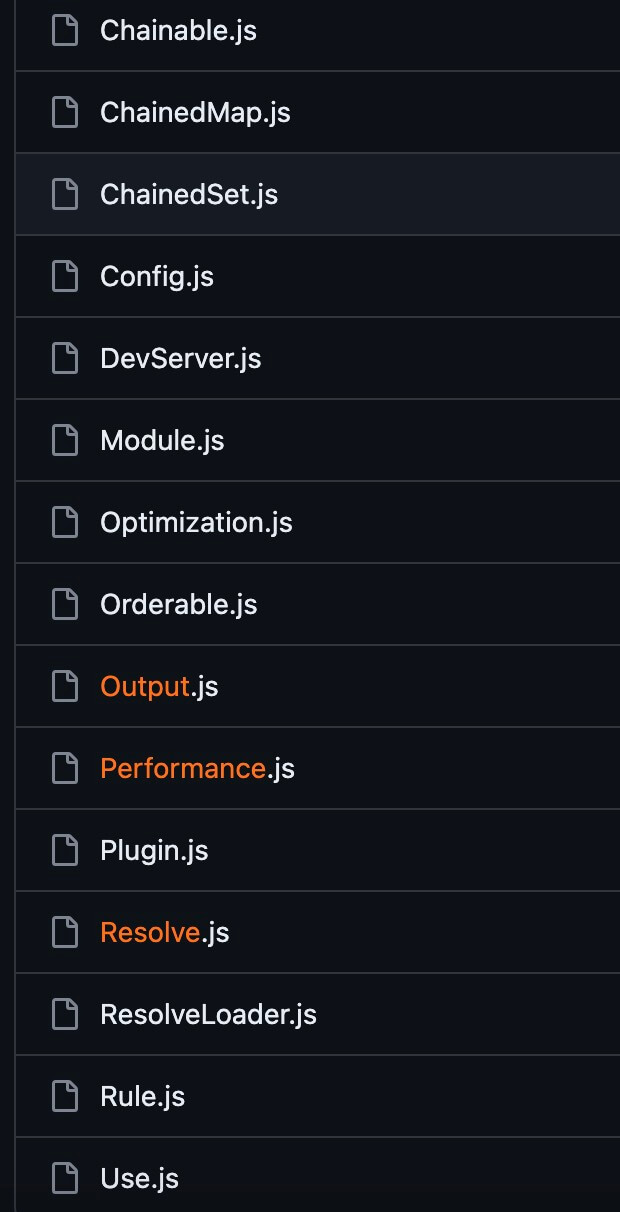 Chainable.js
ChainedMap.js
ChainedSet.js
Config.js
DevServer.js
Module.js
Optimization.js
Orderable.js
Output.js
Performance.js
Plugin.js
Resolve.js
ResolveLoader.js
Rule.js
Use.js